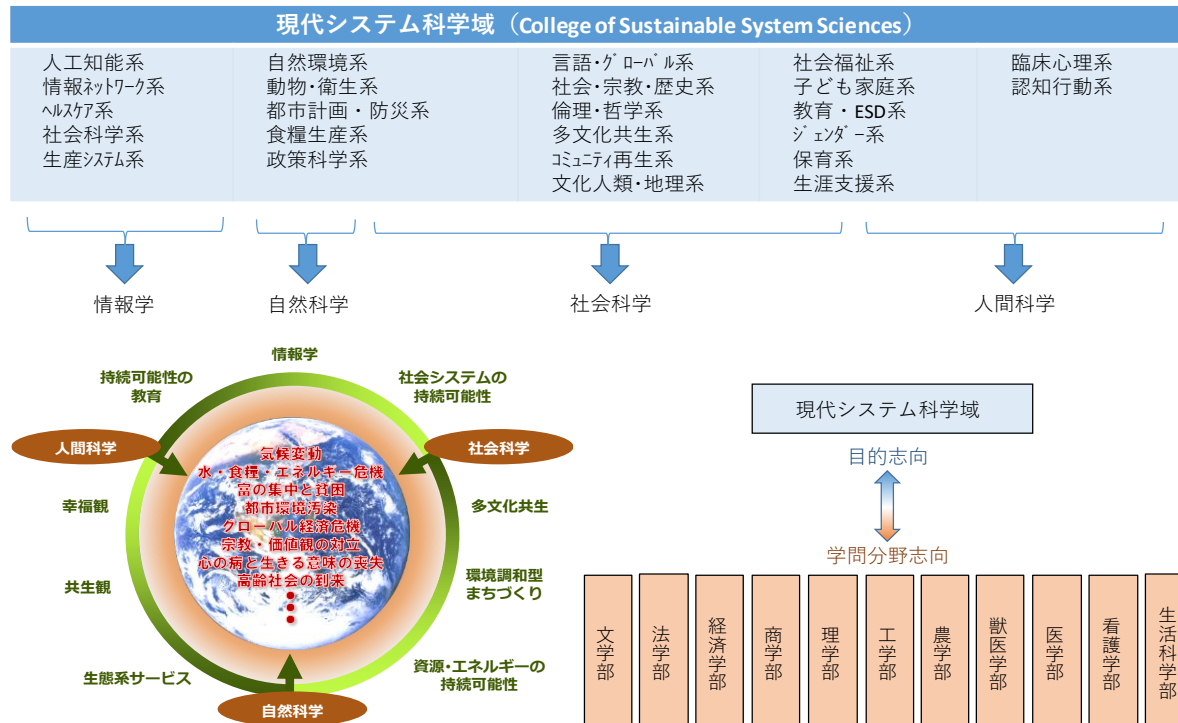 現代システム科学域（College of Sustainable System Sciences）
人工知能系
情報ﾈｯﾄﾜｰｸ系
ﾍﾙｽｹｱ系
社会科学系
生産ｼｽﾃﾑ系
自然環境系
動物・衛生系
都市計画・防災系
食糧生産系
政策科学系
言語・ｸﾞﾛｰﾊﾞﾙ系
社会・宗教・歴史系
倫理・哲学系
多文化共生系
ｺﾐｭﾆﾃｨ再生系
文化人類・地理系
社会福祉系
子ども家庭系
教育・ESD系
ｼﾞｪﾝﾀﾞｰ系
保育系
生涯支援系
臨床心理系
認知行動系
情報学
自然科学
社会科学
人間科学
情報学
持続可能性の
教育
社会システムの
持続可能性
人間科学
社会科学
気候変動
水・食糧・エネルギー危機
富の集中と貧困
都市環境汚染
グローバル経済危機
宗教・価値観の対立
心の病と生きる意味の喪失
高齢社会の到来
幸福観
多文化共生
共生観
環境調和型
まちづくり
生態系サービス
資源・エネルギーの
持続可能性
自然科学
現代システム科学域
目的志向
学問分野志向
文学部
法学部
経済学部
商学部
理学部
工学部
農学部
獣医学部
医学部
看護学部
生活科学部